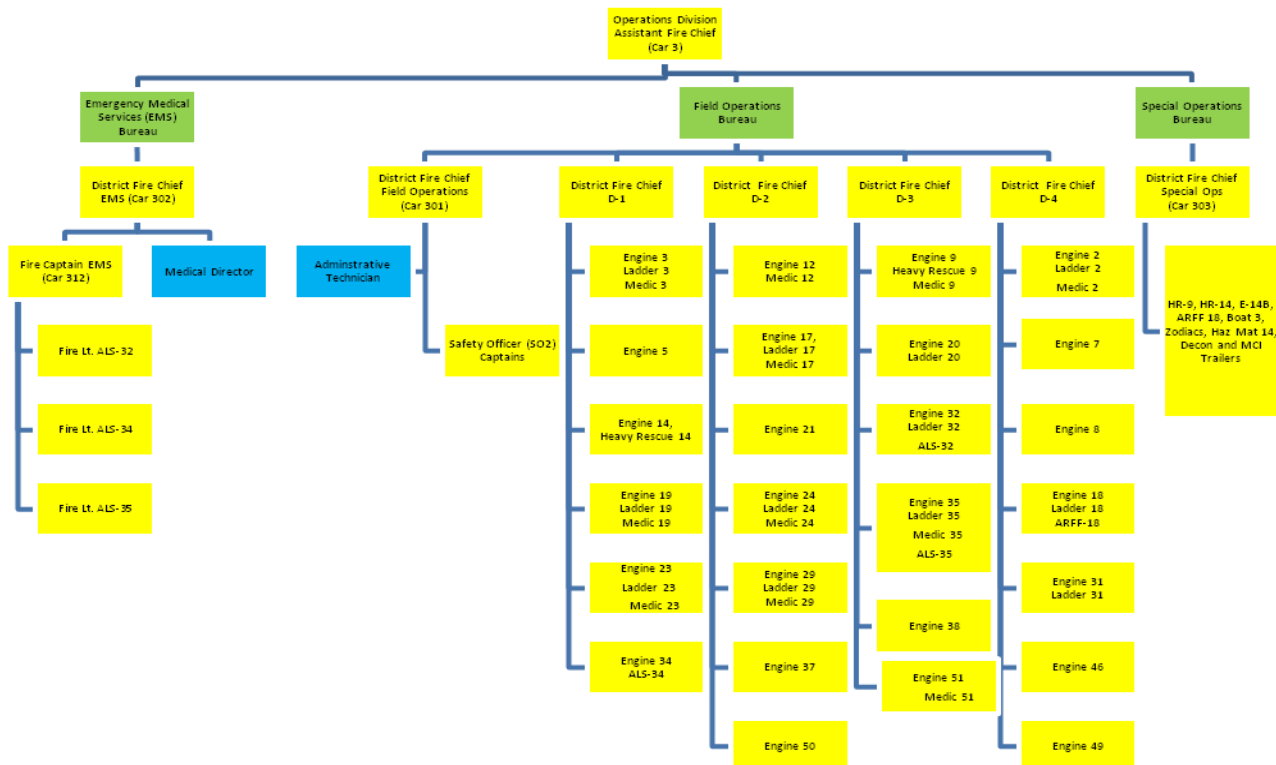 Operations Division
Assistant Fire Chief
(Car 3)
Emergency Medical
Services (EMS)
Bureau
Field Operations
Bureau
Special Operations
Bureau
District Fire Chief
EMS (Car 302)
District Fire Chief
Field Operations
(Car 301)
District Fire Chief
D-1
District Fire Chief
D-2
District Fire Chief
D-3
District Fire Chief
D-4
District Fire Chief
Special Ops
(Car 303)
Fire Captain EMS
(Car 312)
Medical Director
Adminstrative
Technician
Fire Lt. ALS-32
Fire Lt. ALS-34
Fire Lt. ALS-35
Safety Officer (SO2)
Captains
Engine 3
Ladder 3
Medic 3
Engine 5
Engine 14,
Heavy Rescue 14
Engine 19
Ladder 19
Medic 19
Engine 23
Ladder 23
Medic 23
Engine 34
ALS-34
Engine 12
Medic 12
Engine 17,
Ladder 17
Medic 17
Engine 21
Engine 24
Ladder 24
Medic 24
Engine 29
Ladder 29
Medic 29
Engine 37
Engine 50
Engine 9
Heavy Rescue 9
Medic 9
Engine 20
Ladder 20
Engine 32
Ladder 32
ALS-32
Engine 35
Ladder 35
Medic 35
ALS-35
Engine 38
Engine 51
Medic 51
Engine 2
Ladder 2
Medic 2
Engine 7
Engine 8
Engine 18
Ladder 18
ARFF-18
Engine 31
Ladder 31
Engine 46
Engine 49
HR-9, HR-14, E-14B,
ARFF 18, Boat 3,
Zodiacs, Haz Mat 14,
Decon and MCI
Trailers